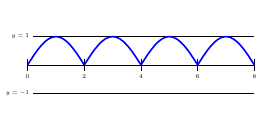 y = 1
0 2 4 6 8
y = −1